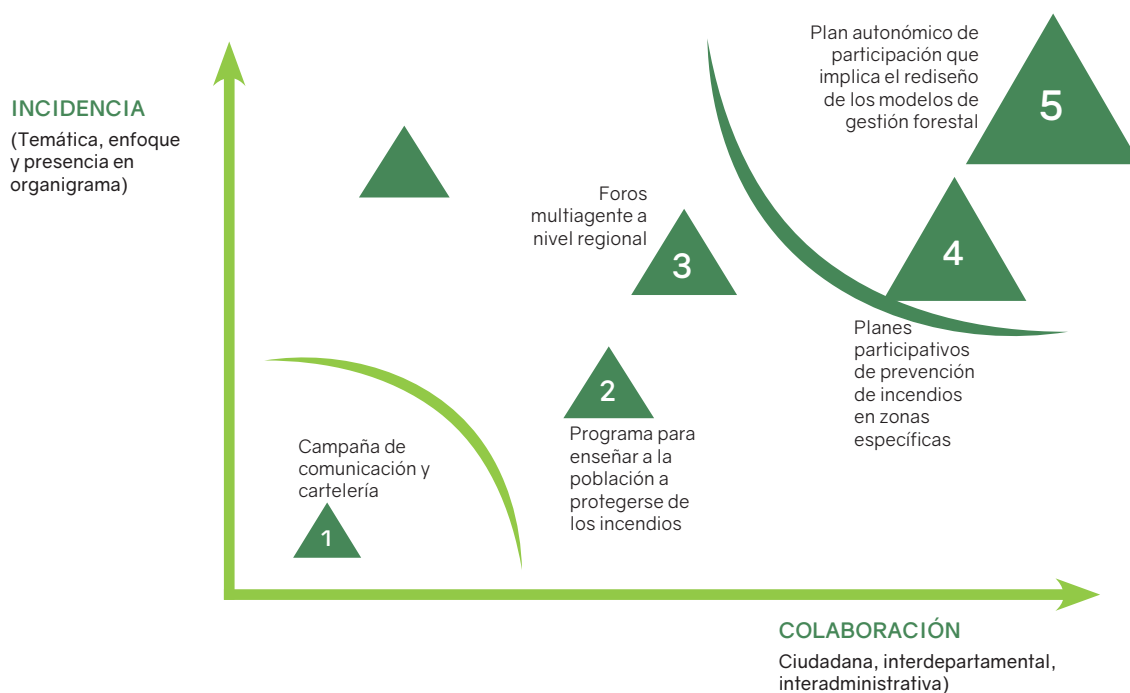 INCIDENCIA
(Temática, enfoque
y presencia en
organigrama)
Plan autonómico de
participación que
implica el rediseño
de los modelos de
gestión forestal
5
Foros
multiagente a
nivel regional
3
4
Planes
participativos
de prevención
de incendios
en zonas
específicas
2
Programa para
enseñar a la
población a
protegerse de
los incendios
Campaña de
comunicación y
cartelería
1
COLABORACIÓN
Ciudadana, interdepartamental,
interadministrativa)